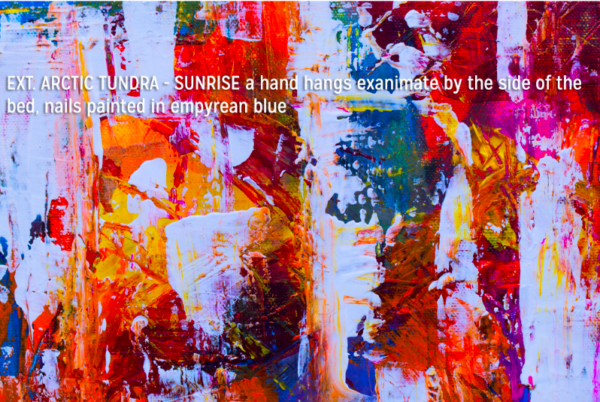 EXT. ARCTIC TUNDRA - SUNRISE a hand hangs exanimate by the side of the
bed, nails painted in empyrean blue